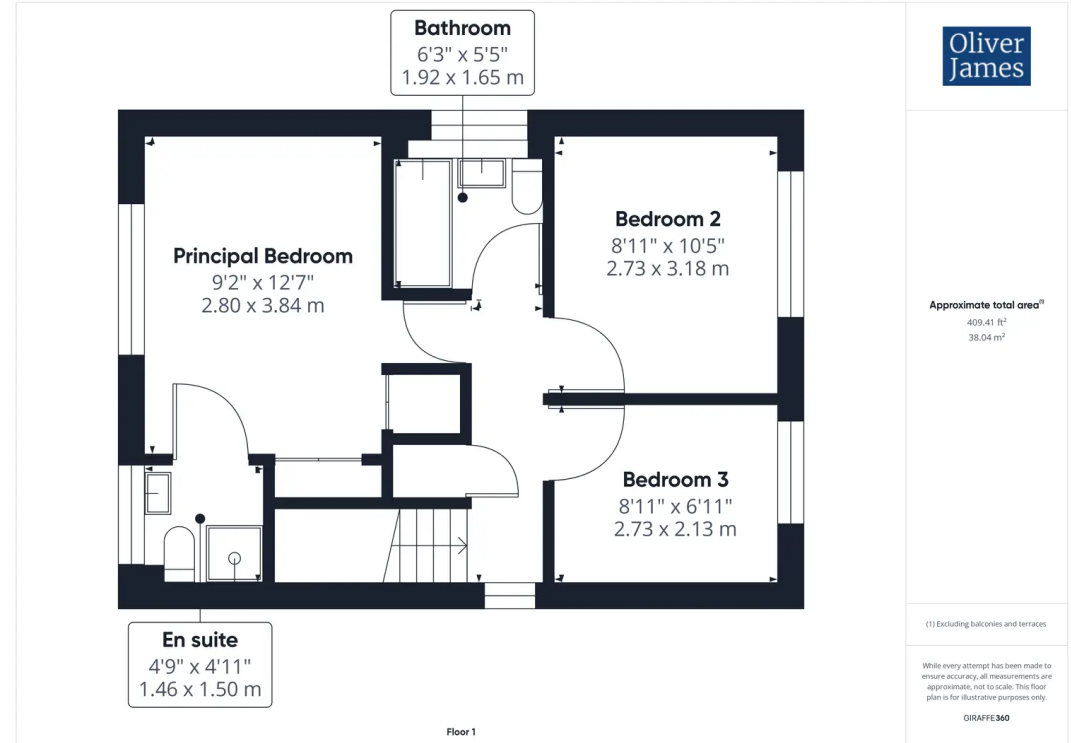 Bathroom
6'3" x 5'5"
1.92 x 1.65 m
Oliver
James
Principal Bedroom
9'2" x 12'7"
2.80 x 3.84 m
Bedroom 2
8'11" x 10'5"
2.73 x 3.18 m
Approximate total area⁽¹⁾
409.41 ft²
38.04 m²
Bedroom 3
8'11" x 6'11"
2.73 x 2.13 m
En suite
4'9" x 4'11"
1.46 x 1.50 m
(1) Excluding balconies and terraces
While every attempt has been made to
ensure accuracy, all measurements are
approximate, not to scale. This floor
plan is for illustrative purposes only.
GIRAFFE360
Floor 1